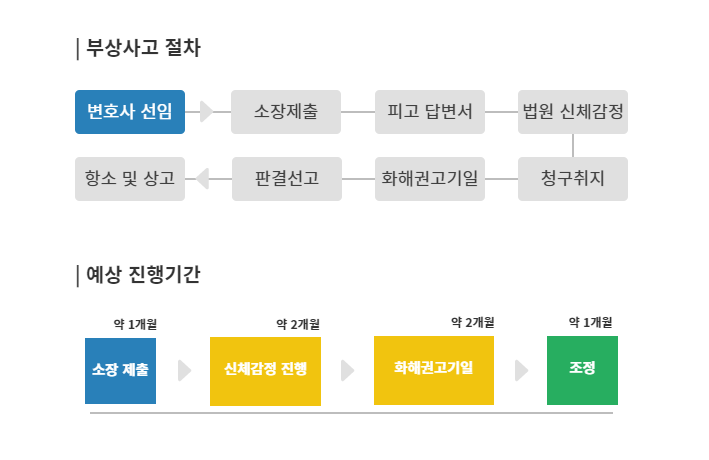 | 부상사고 절차
변호사 선임
소장제출
피고 답변서
법원 신체감정
항소 및 상고
판결선고
화해권고기일
청구취지
| 예상 진행기간
약 1개월
약 2개월
약 2개월
약 1개월
소장 제출
신체감정 진행
화해권고기일
조정